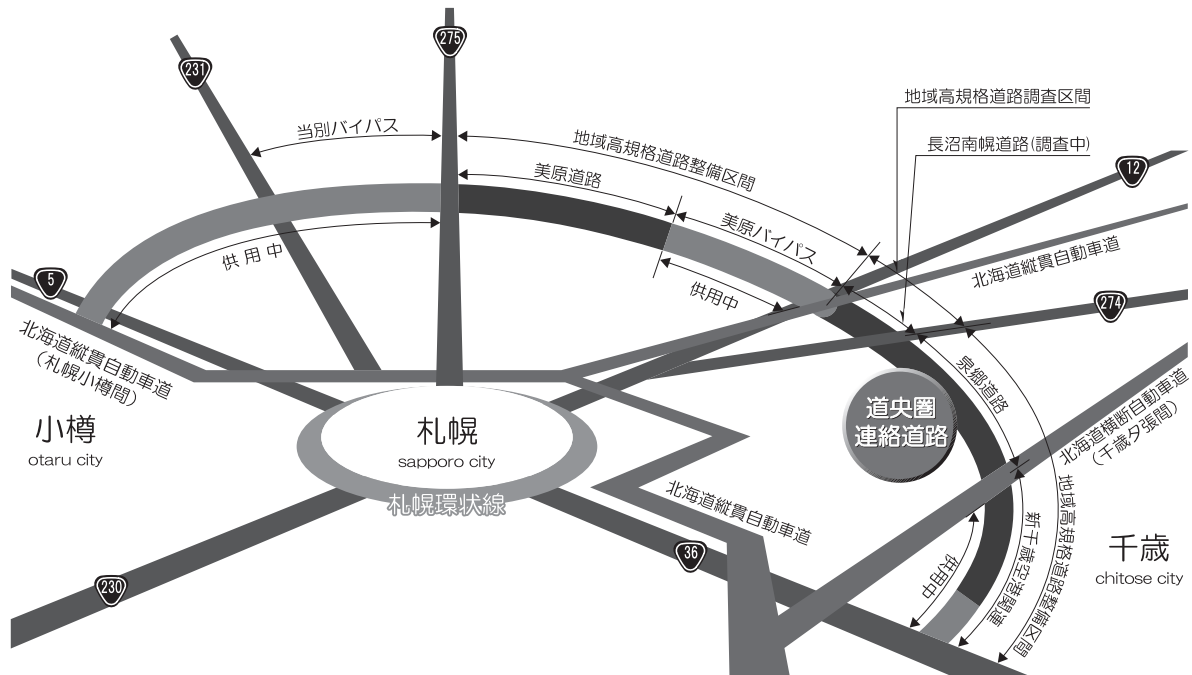 275
231
地域高規格道路調査区間
当別バイパス
地域高規格道路整備区間
長沼南幌道路(調査中)
12
美原道路
美原バイパス
供用中
北海道縦貫自動車道
5
供用中
274
北海道縦貫自動車道
(札幌小樽間)
泉郷道路
道央圏
連絡道路
北海道横断自動車道
(千歳夕張間)
小樽
otaru city
札幌
sapporo city
札幌環状線
北海道縦貫自動車道
地域高規格道路整備区間
新千歳空港関連
千歳
chitose city
36
供用中
230